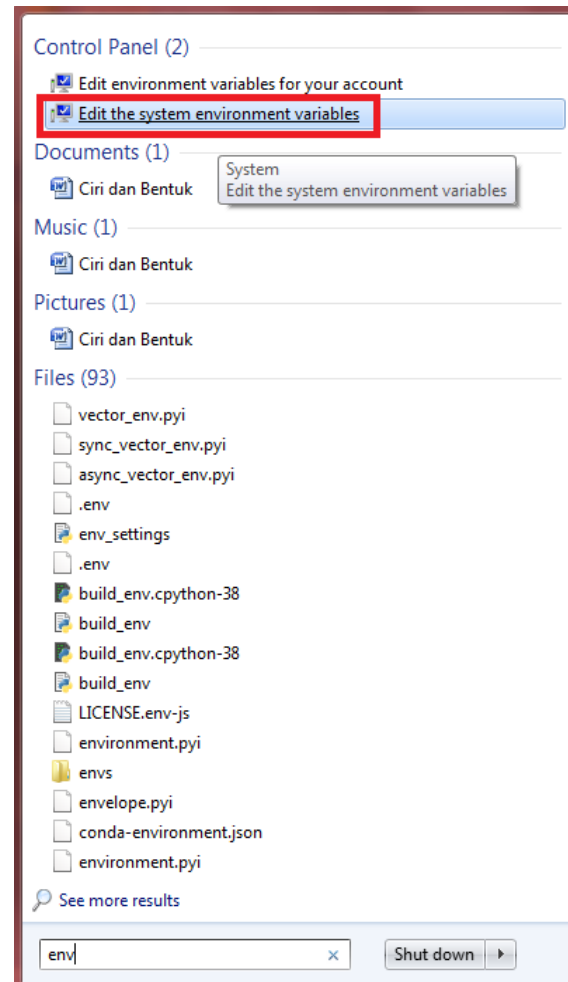 Control Panel (2)
Edit environment variables for your account
Edit the system environment variables
Documents (1)
System
Ciri dan Bentuk
Edit the system environment variables
Music (1)
Ciri dan Bentuk
Pictures (1)
Ciri dan Bentuk
Files (93)
vector_env.pyi
sync_vector_env.pyi
async_vector_env.pyi
.env
env_settings
.env
build_env.cpython-38
build_env
build_env.cpython-38
build_env
LICENSE.env-js
environment.pyi
envs
envelope.pyi
conda-environment.json
environment.pyi
See more results
env
Shut down